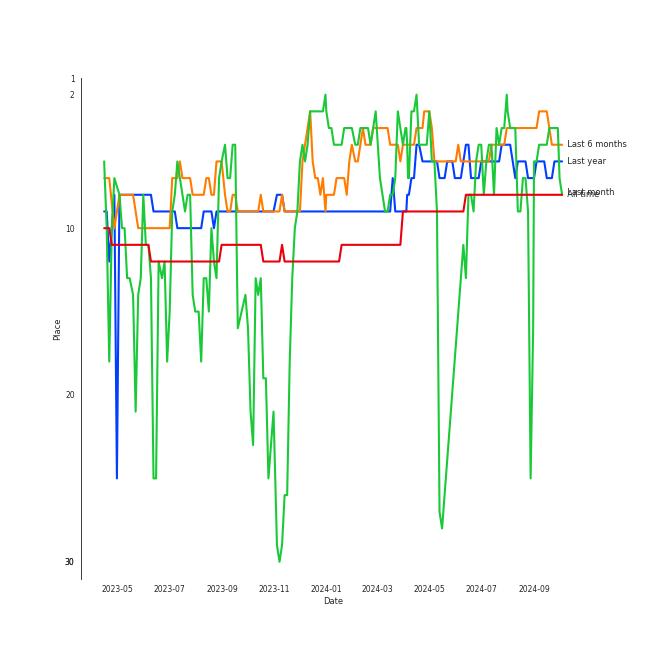 1
2
10
20
30
Place
2023-05
2023-07
2023-09
2023-11
2024-01
2024-03
2024-05
2024-07
2024-09
Date
Last 6 months
Last year
Last month
All time